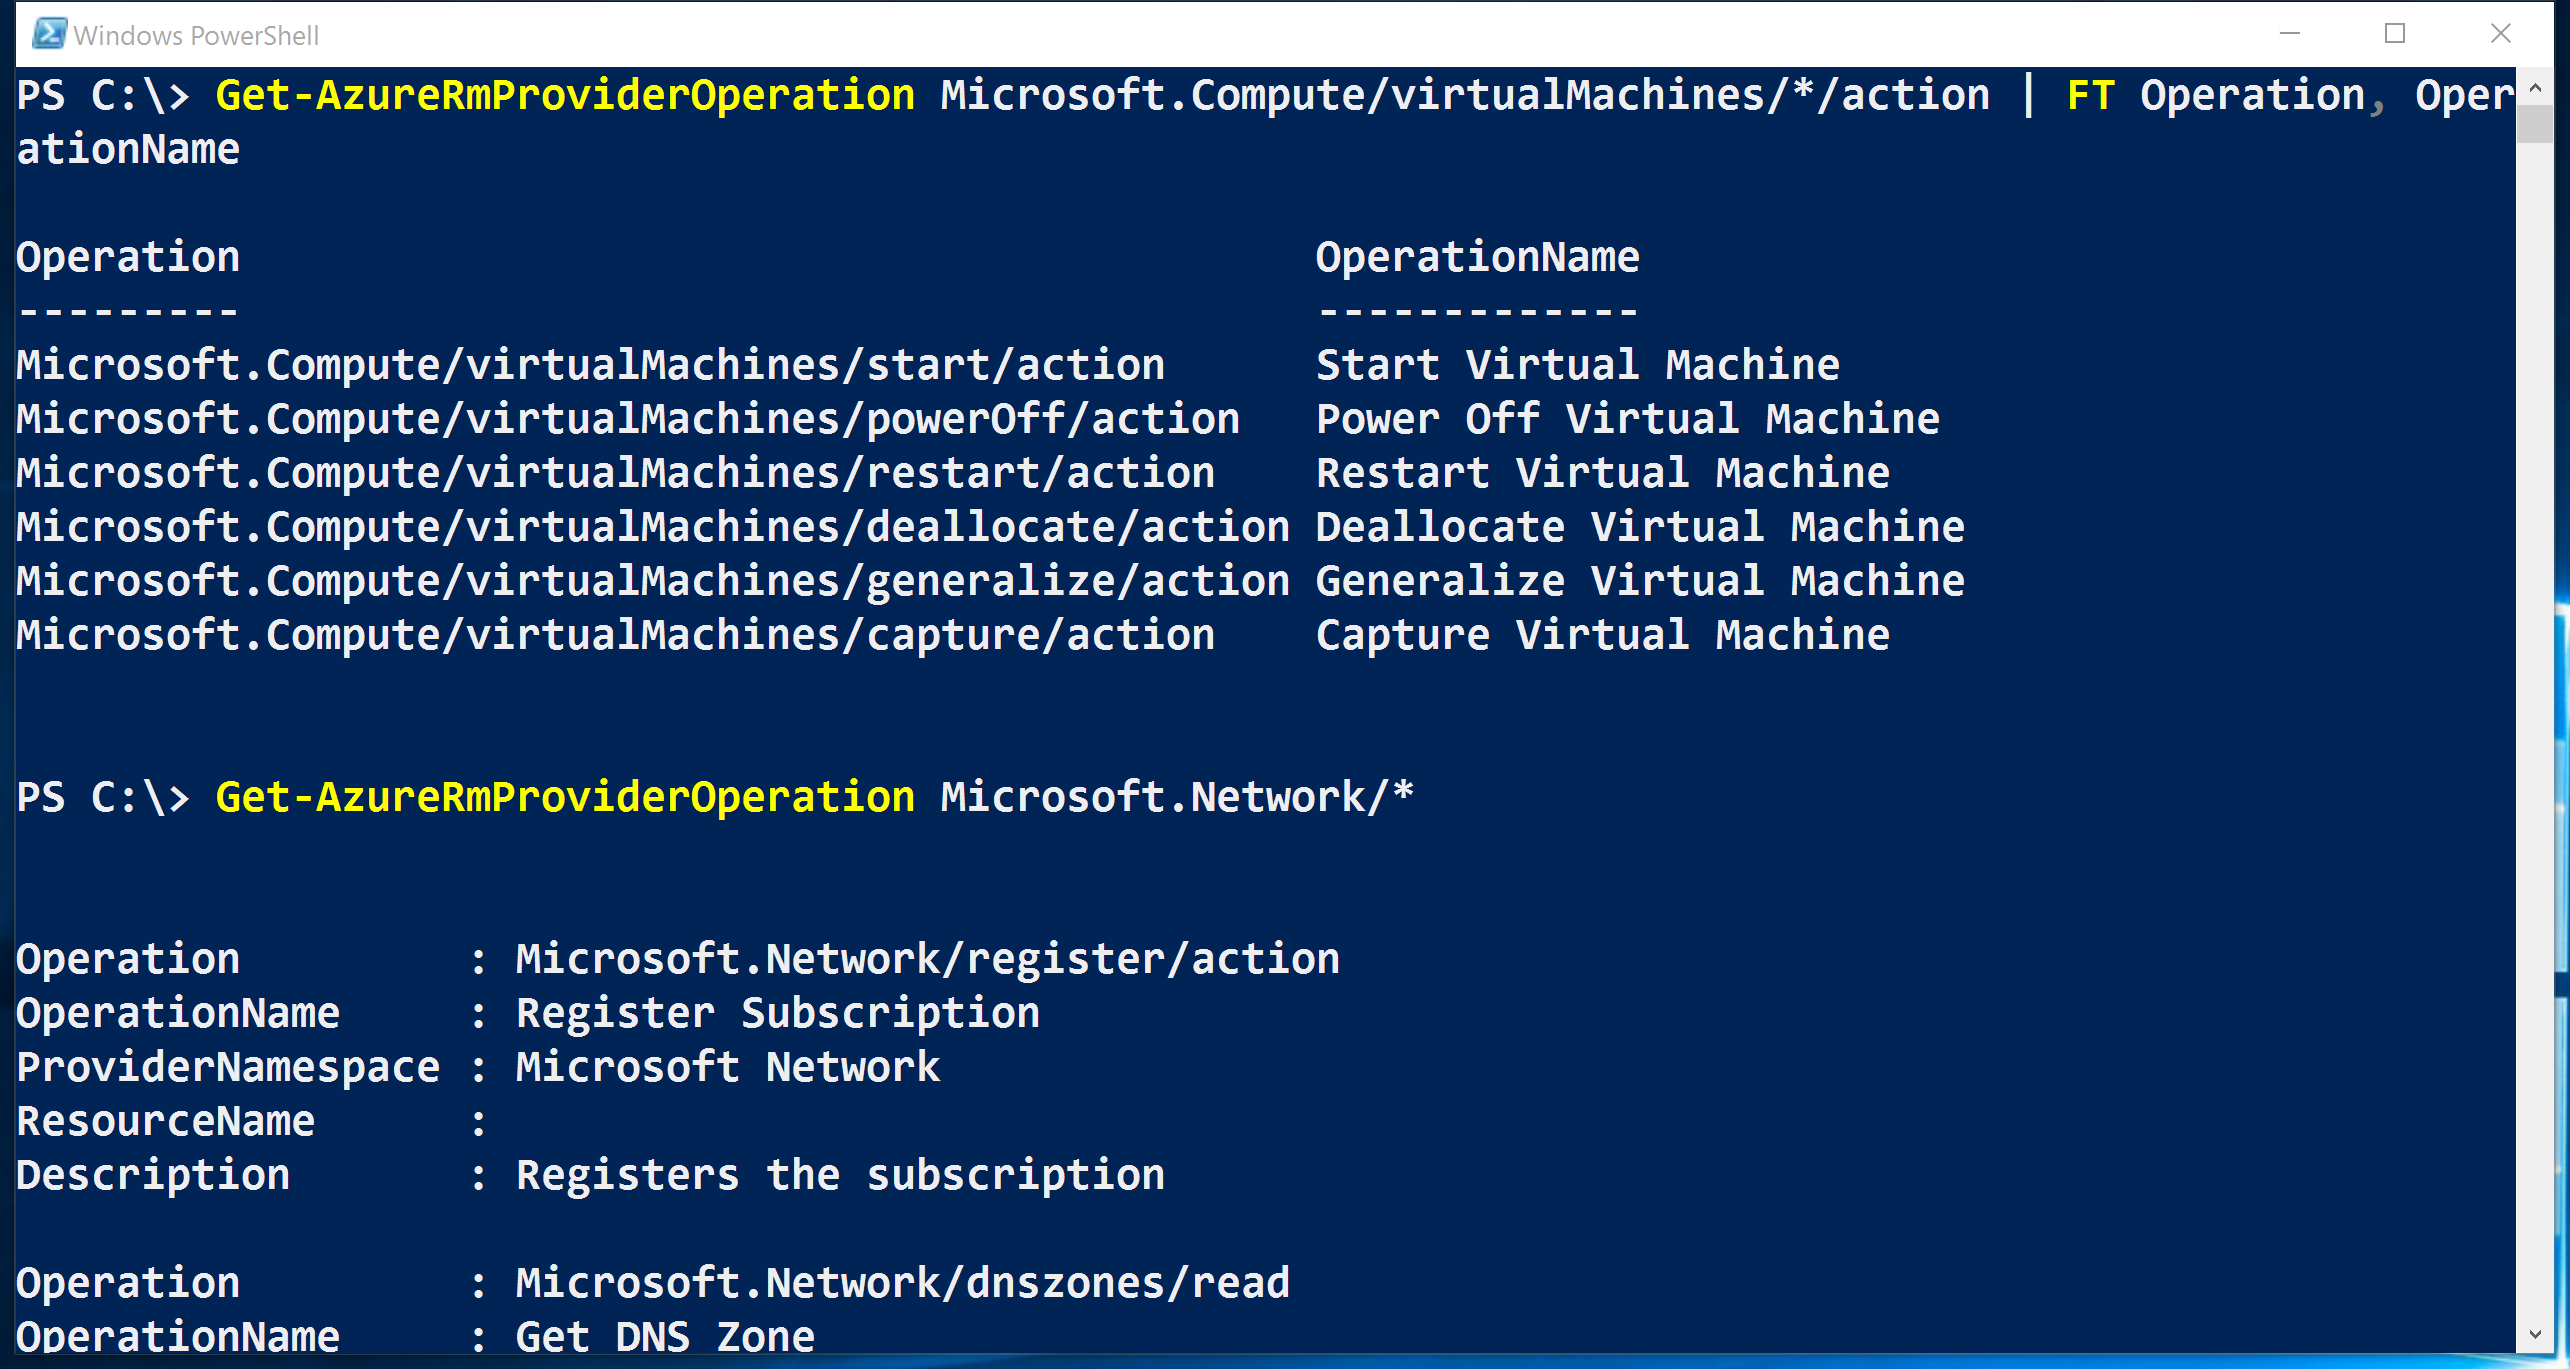 Windows PowerShell
PS C:\> Get-AzureRmProviderOperation Microsoft.Compute/virtualMachines/*/action | FT Operation, Oper
ationName
Operation OperationName
--------- -------------
Microsoft.Compute/virtualMachines/start/action Start Virtual Machine
Microsoft.Compute/virtualMachines/powerOff/action Power Off Virtual Machine
Microsoft.Compute/virtualMachines/restart/action Restart Virtual Machine
Microsoft.Compute/virtualMachines/deallocate/action Deallocate Virtual Machine
Microsoft.Compute/virtualMachines/generalize/action Generalize Virtual Machine
Microsoft.Compute/virtualMachines/capture/action Capture Virtual Machine
PS C:\> Get-AzureRmProviderOperation Microsoft.Network/*
Operation : Microsoft.Network/register/action
OperationName : Register Subscription
ProviderNamespace : Microsoft Network
ResourceName :
Description : Registers the subscription
Operation : Microsoft.Network/dnszones/read
OperationName : Get DNS Zone